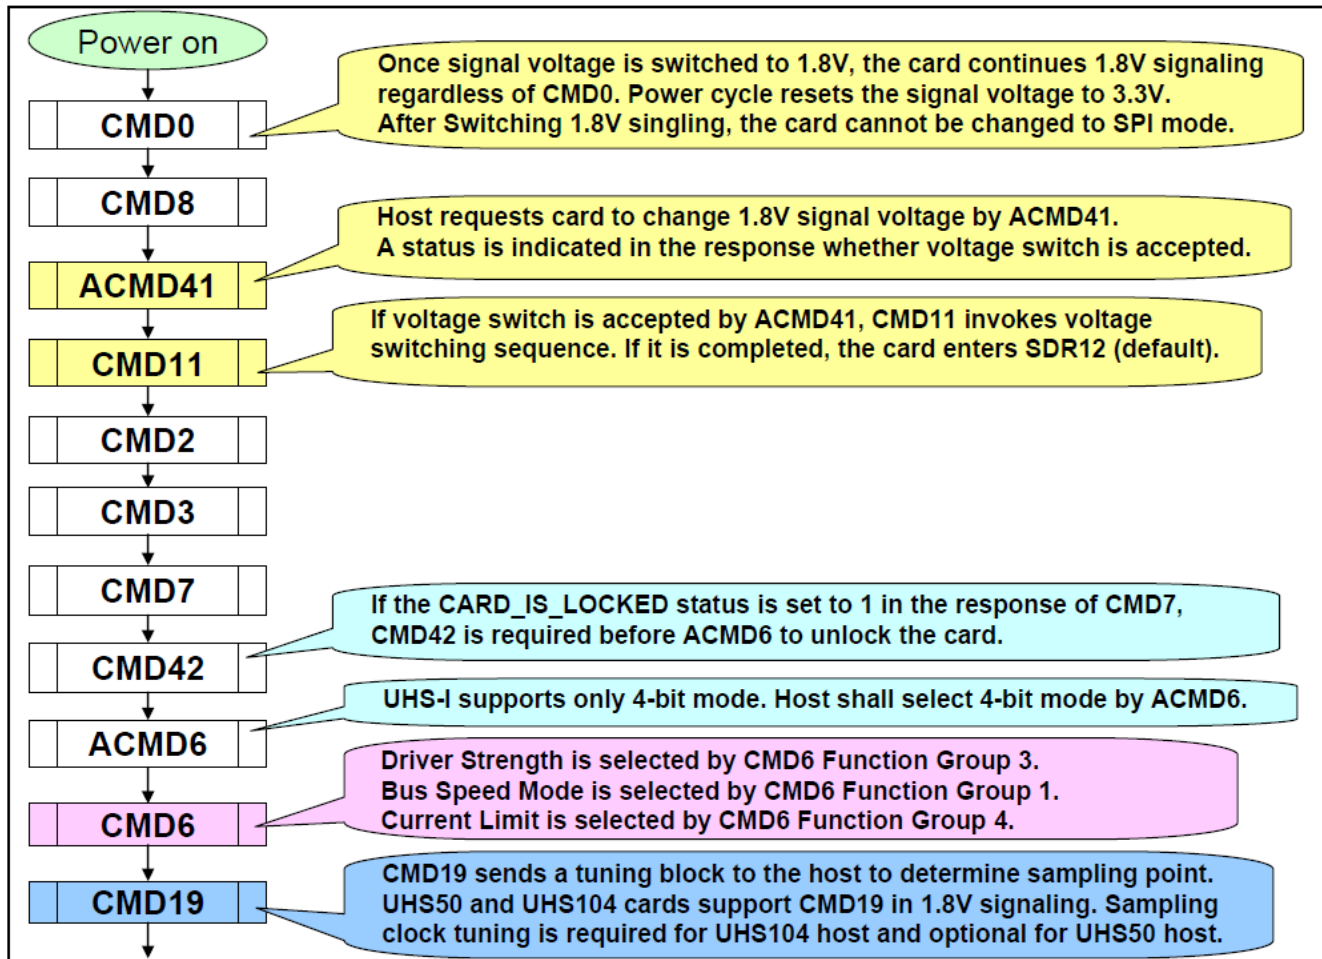 Power on
Once signal voltage is switched to 1.8V, the card continues 1.8V signaling
regardless of CMD0. Power cycle resets the signal voltage to 3.3V.
After Switching 1.8V singling, the card cannot be changed to SPI mode.
CMD0
CMD8
Host requests card to change 1.8V signal voltage by ACMD41.
A status is indicated in the response whether voltage switch is accepted.
ACMD41
If voltage switch is accepted by ACMD41, CMD11 invokes voltage
switching sequence. If it is completed, the card enters SDR12 (default).
CMD11
CMD2
CMD3
CMD7
If the CARD_IS_LOCKED status is set to 1 in the response of CMD7,
CMD42 is required before ACMD6 to unlock the card.
CMD42
UHS-I supports only 4-bit mode. Host shall select 4-bit mode by ACMD6.
ACMD6
Driver Strength is selected by CMD6 Function Group 3.
Bus Speed Mode is selected by CMD6 Function Group 1.
Current Limit is selected by CMD6 Function Group 4.
CMD6
CMD19 sends a tuning block to the host to determine sampling point.
UHS50 and UHS104 cards support CMD19 in 1.8V signaling. Sampling
clock tuning is required for UHS104 host and optional for UHS50 host.
CMD19